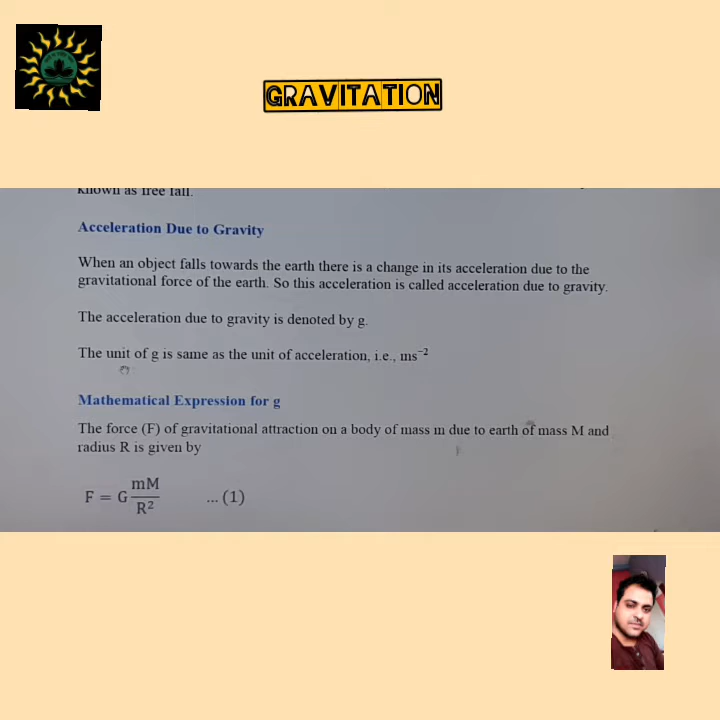 GRAVITATION
known as free fall.
Acceleration Due to Gravity
When an object falls towards the earth there is a change in its acceleration due to the
gravitational force of the earth. So this acceleration is called acceleration due to gravity.
The acceleration due to gravity is denoted by g.
The unit of g is same as the unit of acceleration, i.e., ms⁻²
Mathematical Expression for g
The force (F) of gravitational attraction on a body of mass m due to earth of mass M and
radius R is given by
F = G mM/R² ... (1)